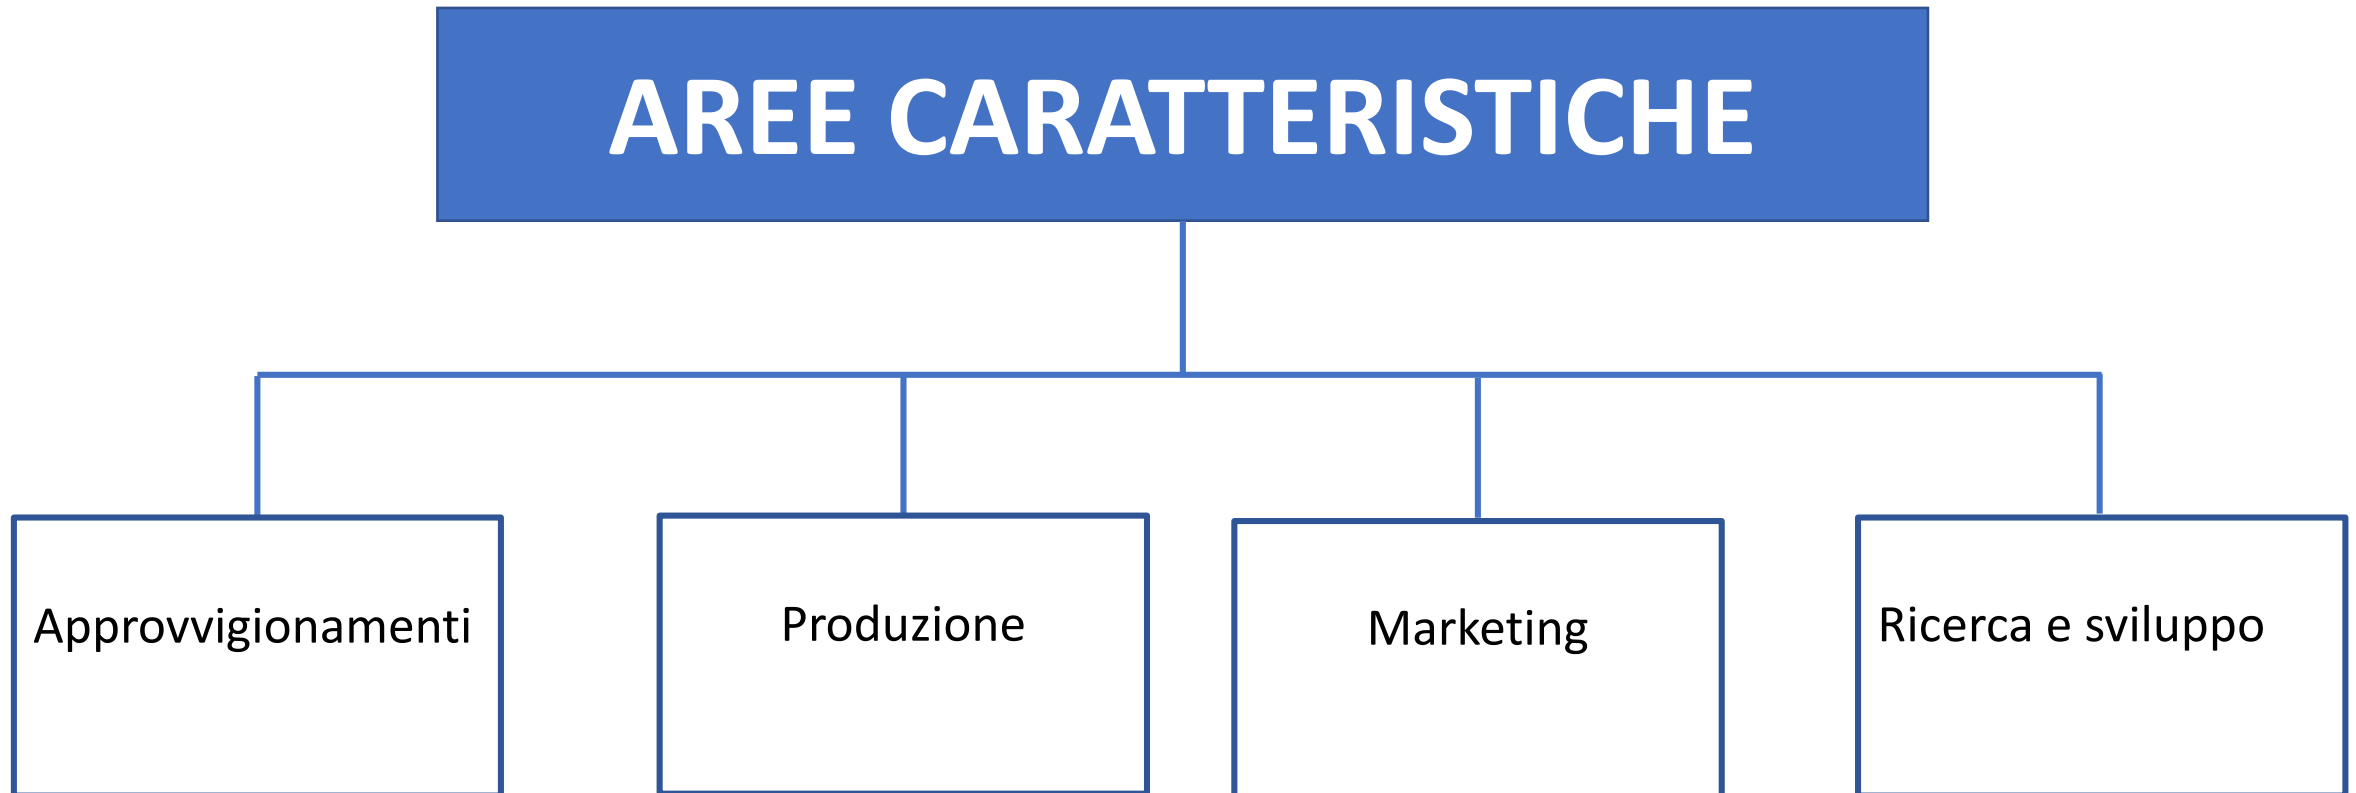 AREE CARATTERISTICHE
Approvvigionamenti
Produzione
Marketing
Ricerca e sviluppo